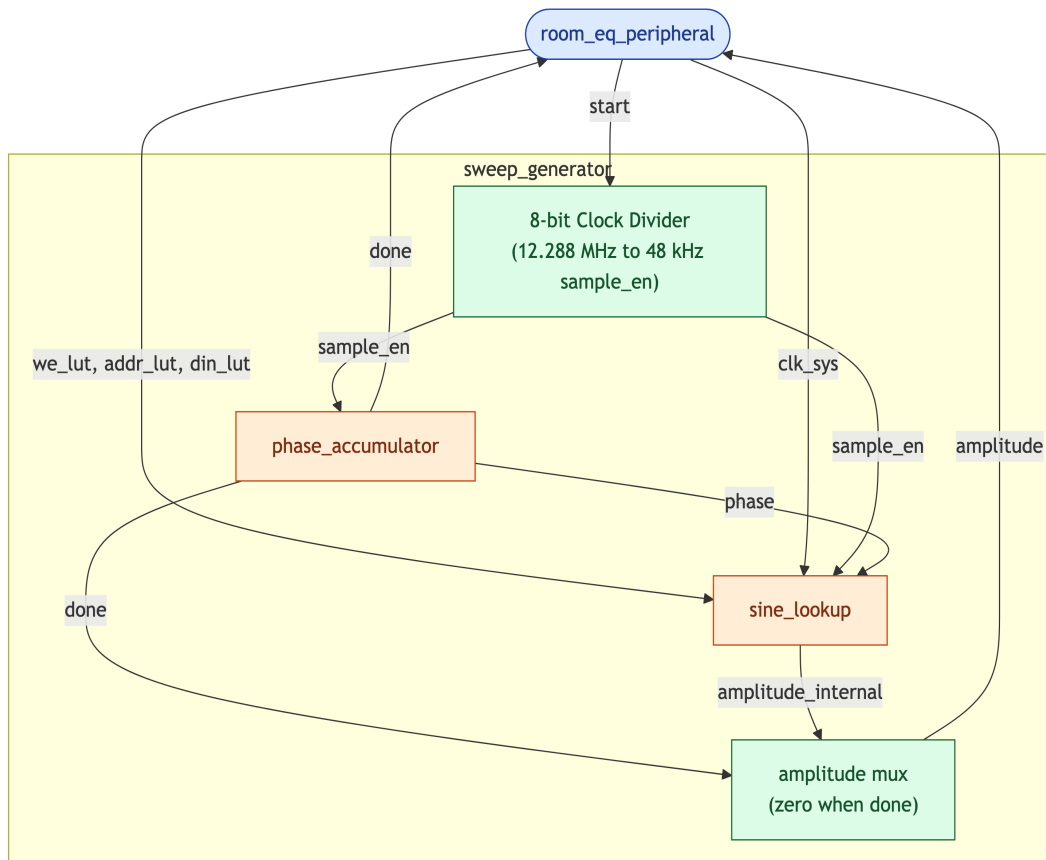 room_eq_peripheral
start
sweep_generator
8-bit Clock Divider
(12.288 MHz to 48 kHz
sample_en)
done
sample_en
we_lut, addr_lut, din_lut
clk_sys
phase_accumulator
sample_en
amplitude
phase
done
sine_lookup
amplitude_internal
amplitude mux
(zero when done)